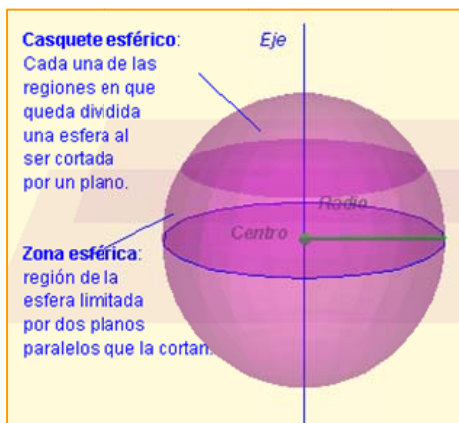 Casquete esférico:
Cada una de las
regiones en que
queda dividida
una esfera al
ser cortada
por un plano.
Eje
Radio
Centro
Zona esférica:
región de la
esfera limitada
por dos planos
paralelos que la cortan.